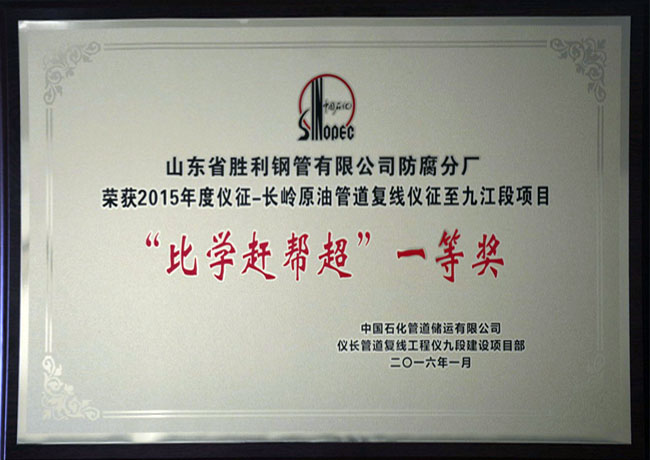 中国石化
SINOPEC
山东省胜利钢管有限公司防腐分厂
荣获2015年度仪征-长岭原油管道复线仪征至九江段项目
“比学赶帮超”一等奖
中国石化管道储运有限公司
仪长管道复线工程仪九段建设项目部
二〇一六年一月